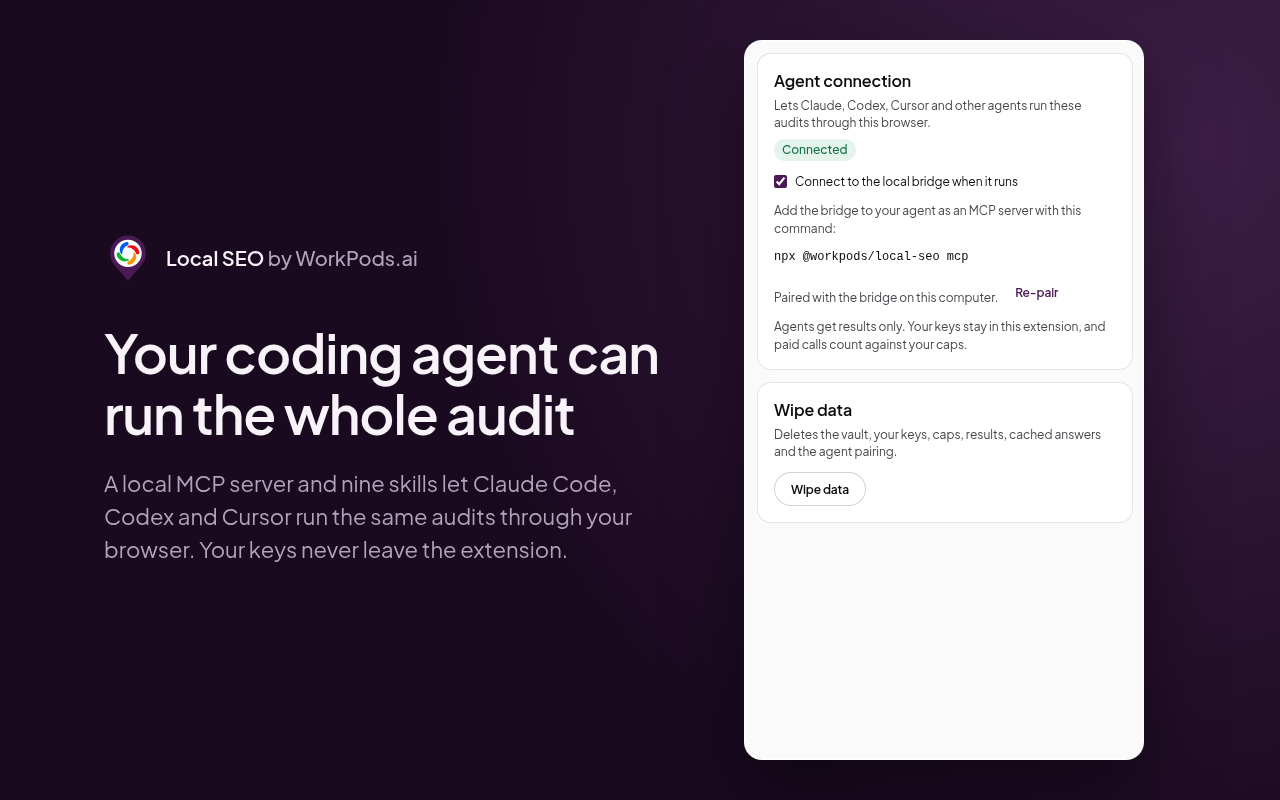 Local SEO by WorkPods.ai
Your coding agent can
run the whole audit
A local MCP server and nine skills let Claude Code,
Codex and Cursor run the same audits through your
browser. Your keys never leave the extension.
Agent connection
Lets Claude, Codex, Cursor and other agents run these
audits through this browser.
Connected
Connect to the local bridge when it runs
Add the bridge to your agent as an MCP server with this
command:
npx @workpods/local-seo mcp
Paired with the bridge on this computer. Re-pair
Agents get results only. Your keys stay in this extension, and
paid calls count against your caps.
Wipe data
Deletes the vault, your keys, caps, results, cached answers
and the agent pairing.
Wipe data